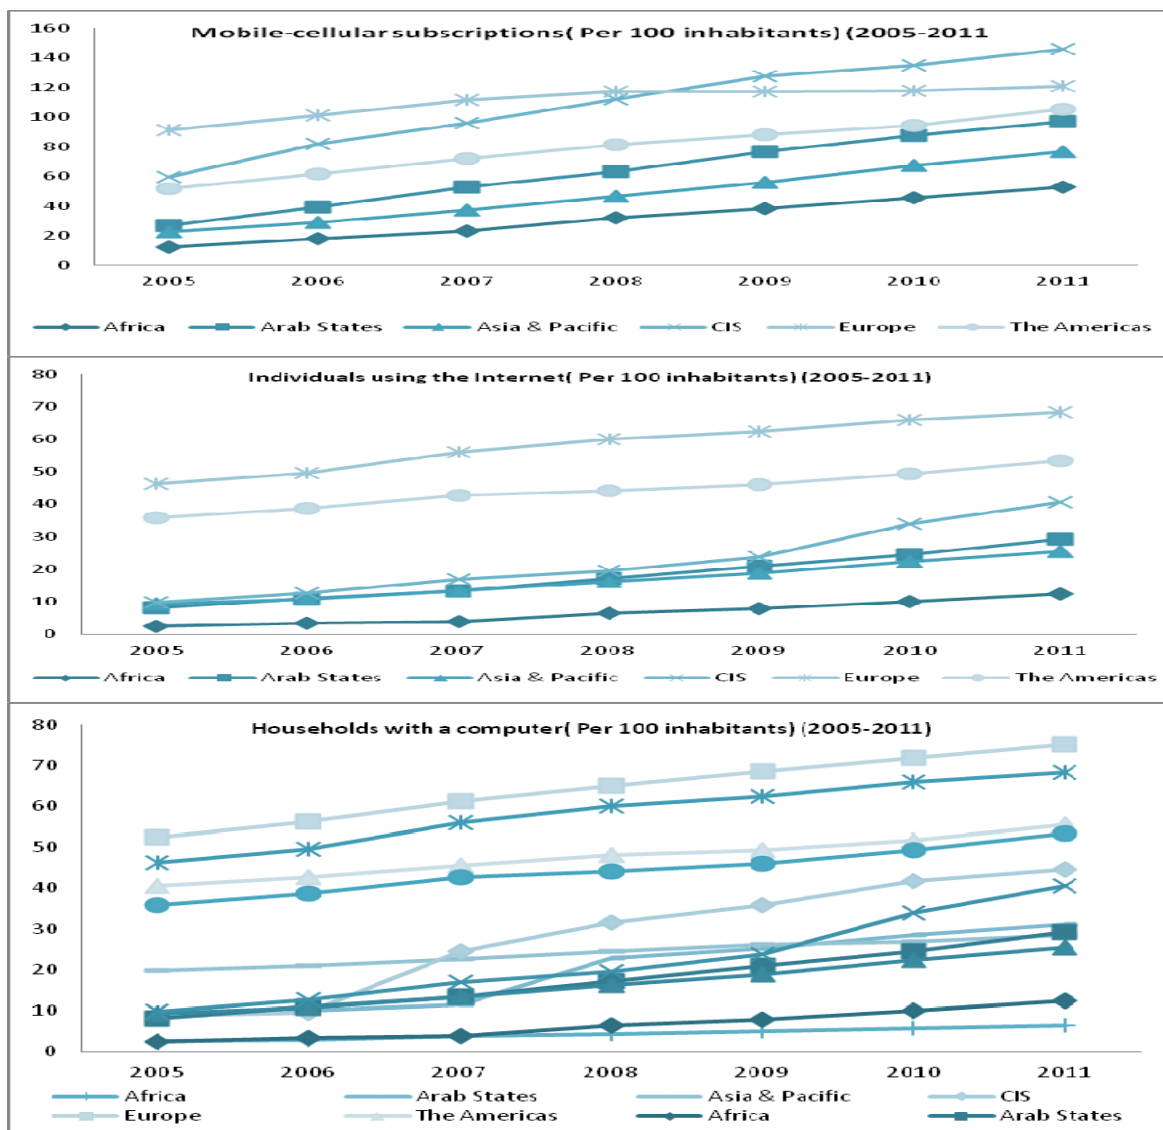 Mobile-cellular subscriptions( Per 100 inhabitants) (2005-2011
160
140
120
100
80
60
40
20
0
2005 2006 2007 2008 2009 2010 2011
Africa Arab States Asia & Pacific CIS Europe The Americas
Individuals using the Internet( Per 100 inhabitants) (2005-2011)
80
70
60
50
40
30
20
10
0
2005 2006 2007 2008 2009 2010 2011
Africa Arab States Asia & Pacific CIS Europe The Americas
Households with a computer( Per 100 inhabitants) (2005-2011)
80
70
60
50
40
30
20
10
0
2005 2006 2007 2008 2009 2010 2011
Africa Arab States Asia & Pacific CIS
Europe The Americas Africa Arab States